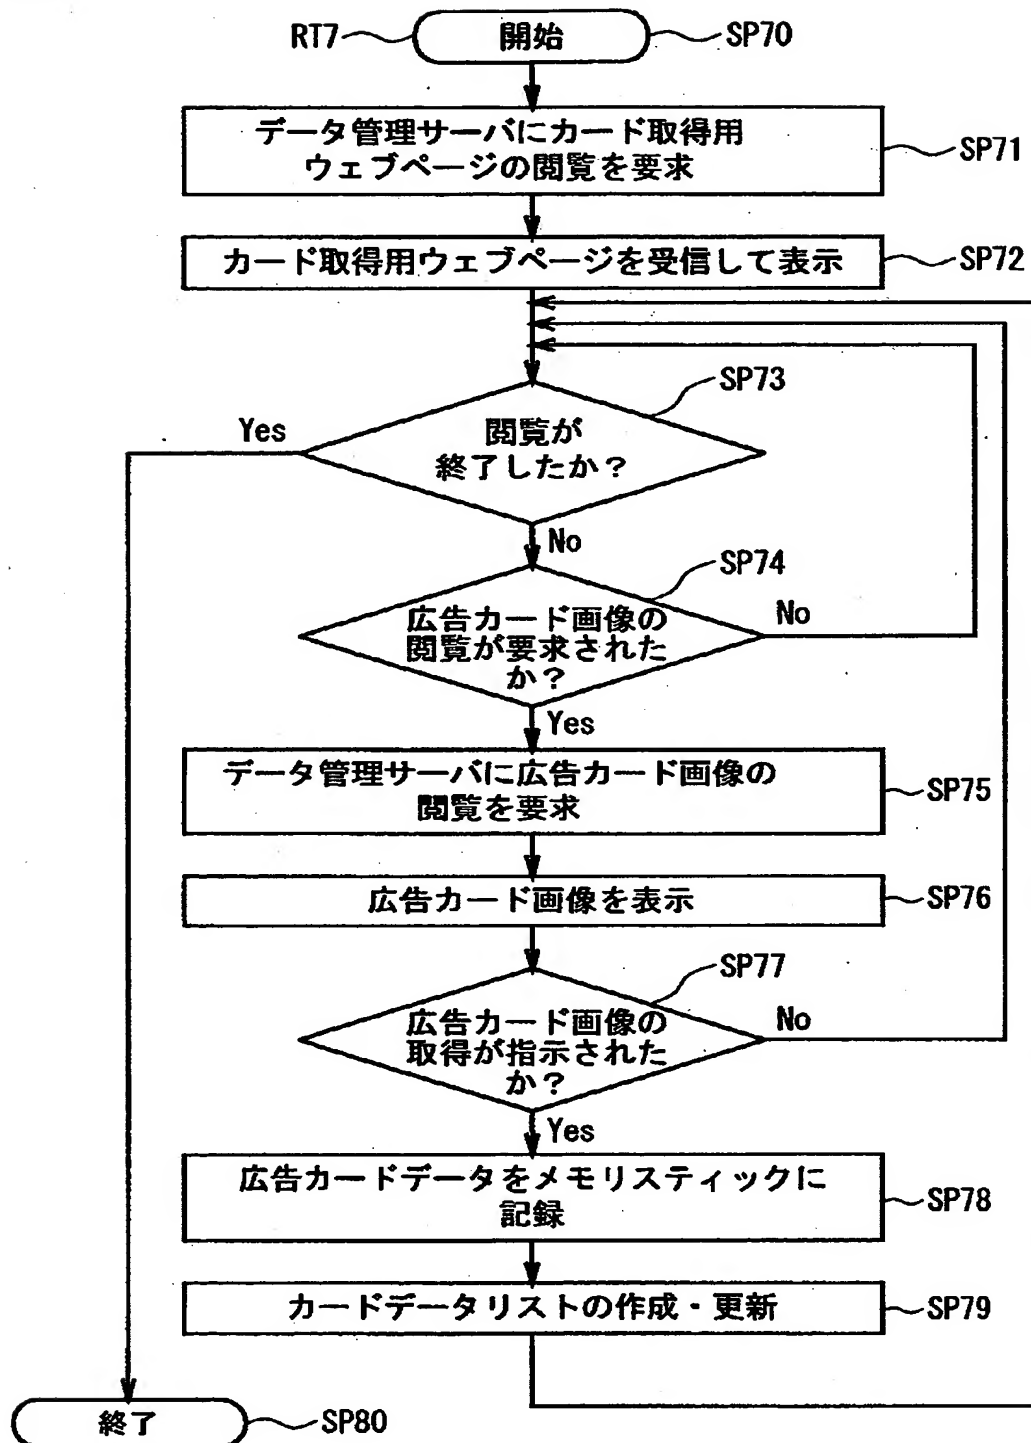 RT7
開始
SP70
データ管理サーバにカード取得用
ウェブページの閲覧を要求
SP71
カード取得用ウェブページを受信して表示
SP72
SP73
Yes
閲覧が
終了したか?
No
SP74
広告カード画像の
閲覧が要求された
か?
No
Yes
データ管理サーバに広告カード画像の
閲覧を要求
SP75
広告カード画像を表示
SP76
SP77
広告カード画像の
取得が指示された
か?
No
Yes
広告カードデータをメモリスティックに
記録
SP78
カードデータリストの作成・更新
SP79
終了
SP80